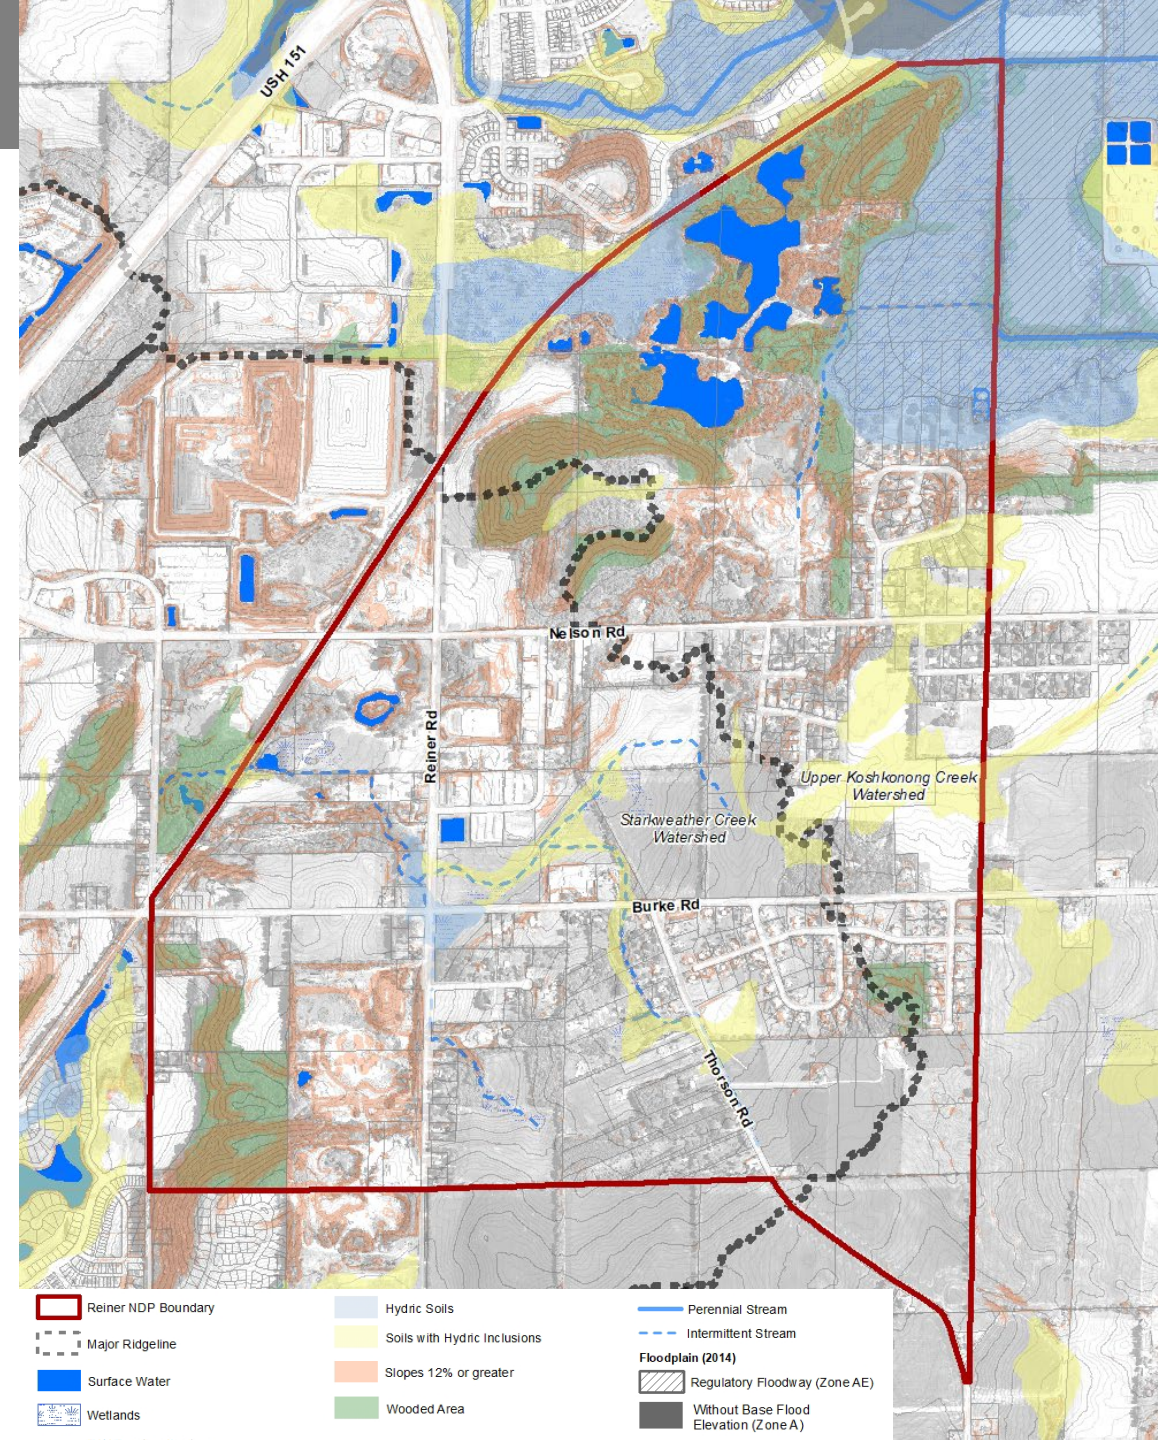 USH 151
Nelson Rd
Reiner Rd
Upper Koshkonong Creek
Watershed
Starkweather Creek
Watershed
Burke Rd
Thorson Rd
Reiner NDP Boundary
Major Ridgeline
Surface Water
Wetlands
Hydric Soils
Soils with Hydric Inclusions
Slopes 12% or greater
Wooded Area
Perennial Stream
Intermittent Stream
Floodplain (2014)
Regulatory Floodway (Zone AE)
Without Base Flood
Elevation (Zone A)